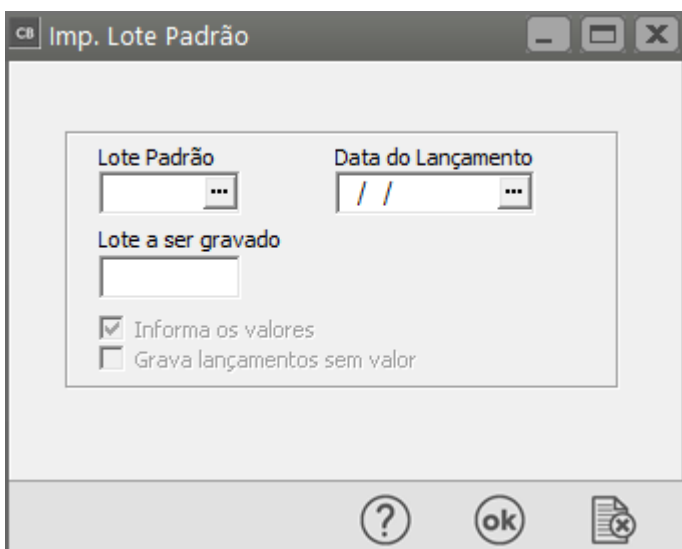 CB Imp. Lote Padrão
Lote Padrão Data do Lançamento
... / / ...
Lote a ser gravado
Informa os valores
Grava lançamentos sem valor
? ok